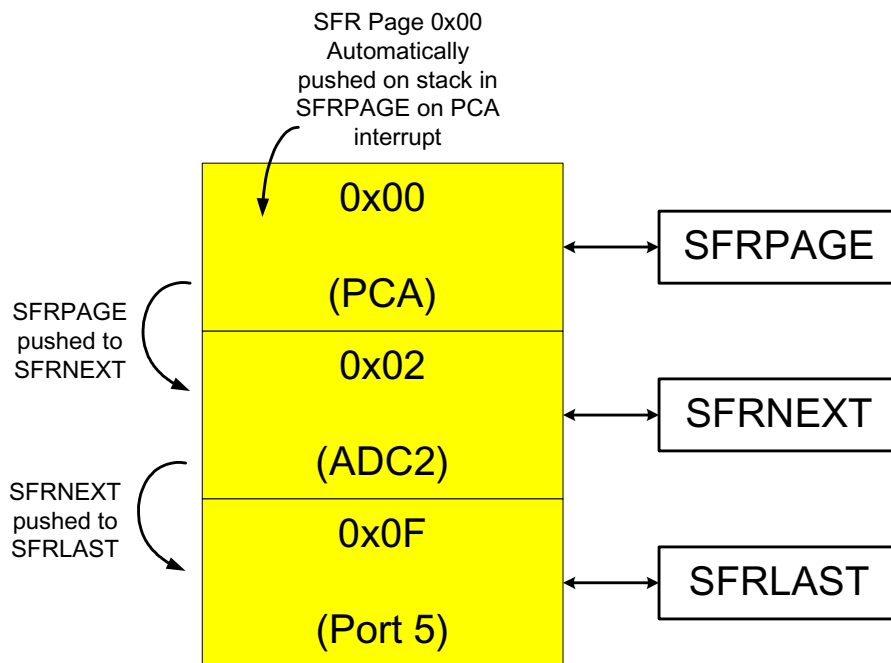 SFR Page 0x00
Automatically
pushed on stack in
SFRPAGE on PCA
interrupt
0x00
(PCA)
SFRPAGE
SFRPAGE
pushed to
SFRNEXT
0x02
(ADC2)
SFRNEXT
SFRNEXT
pushed to
SFRLAST
0x0F
(Port 5)
SFRLAST